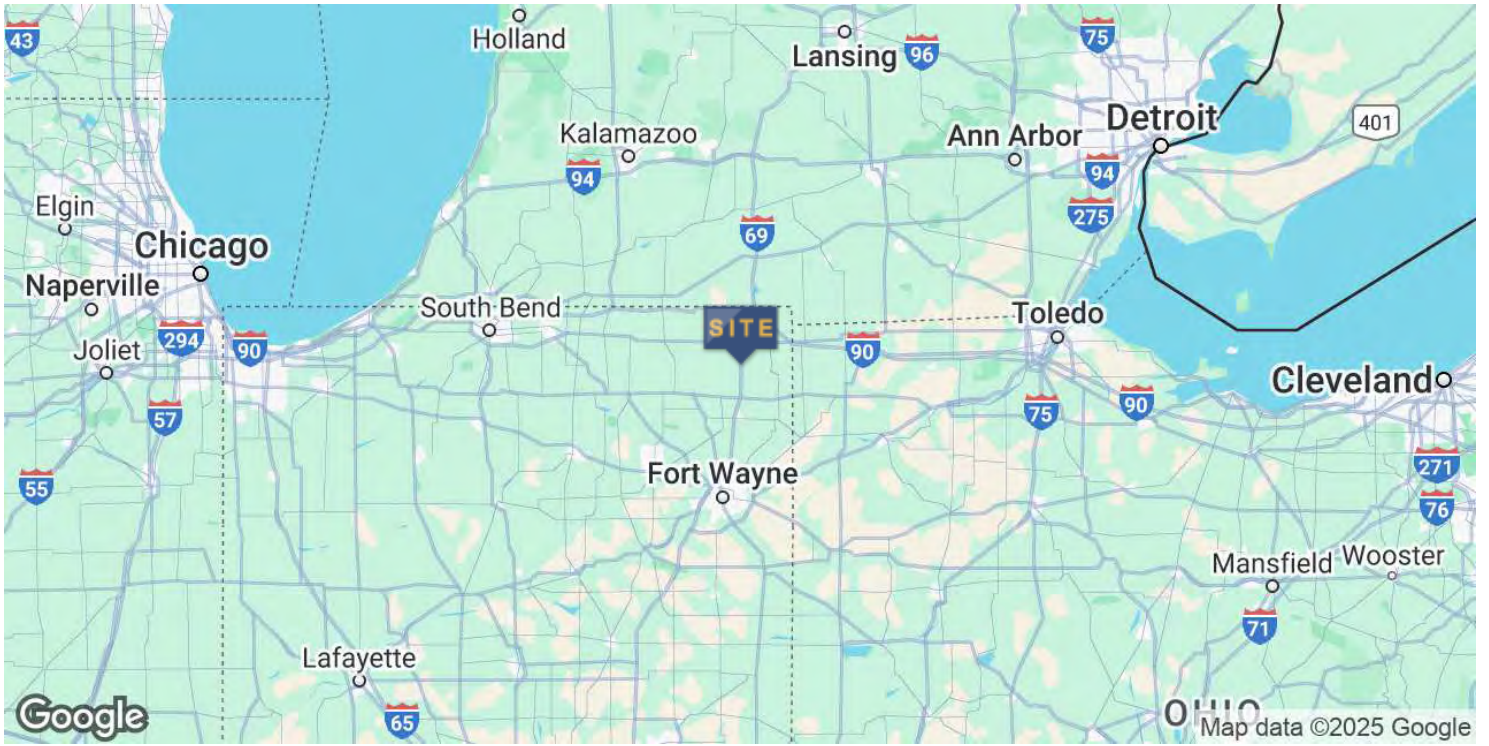 43
Holland
Lansing
96
75
Kalamazoo
94
Ann Arbor
Detroit
94
401
275
Elgin
Chicago
Naperville
69
South Bend
SITE
Toledo
294
90
90
Joliet
57
Cleveland
75
90
55
Fort Wayne
271
76
Mansfield
Wooster
71
Lafayette
65
OHIO
Google
Map data ©2025 Google